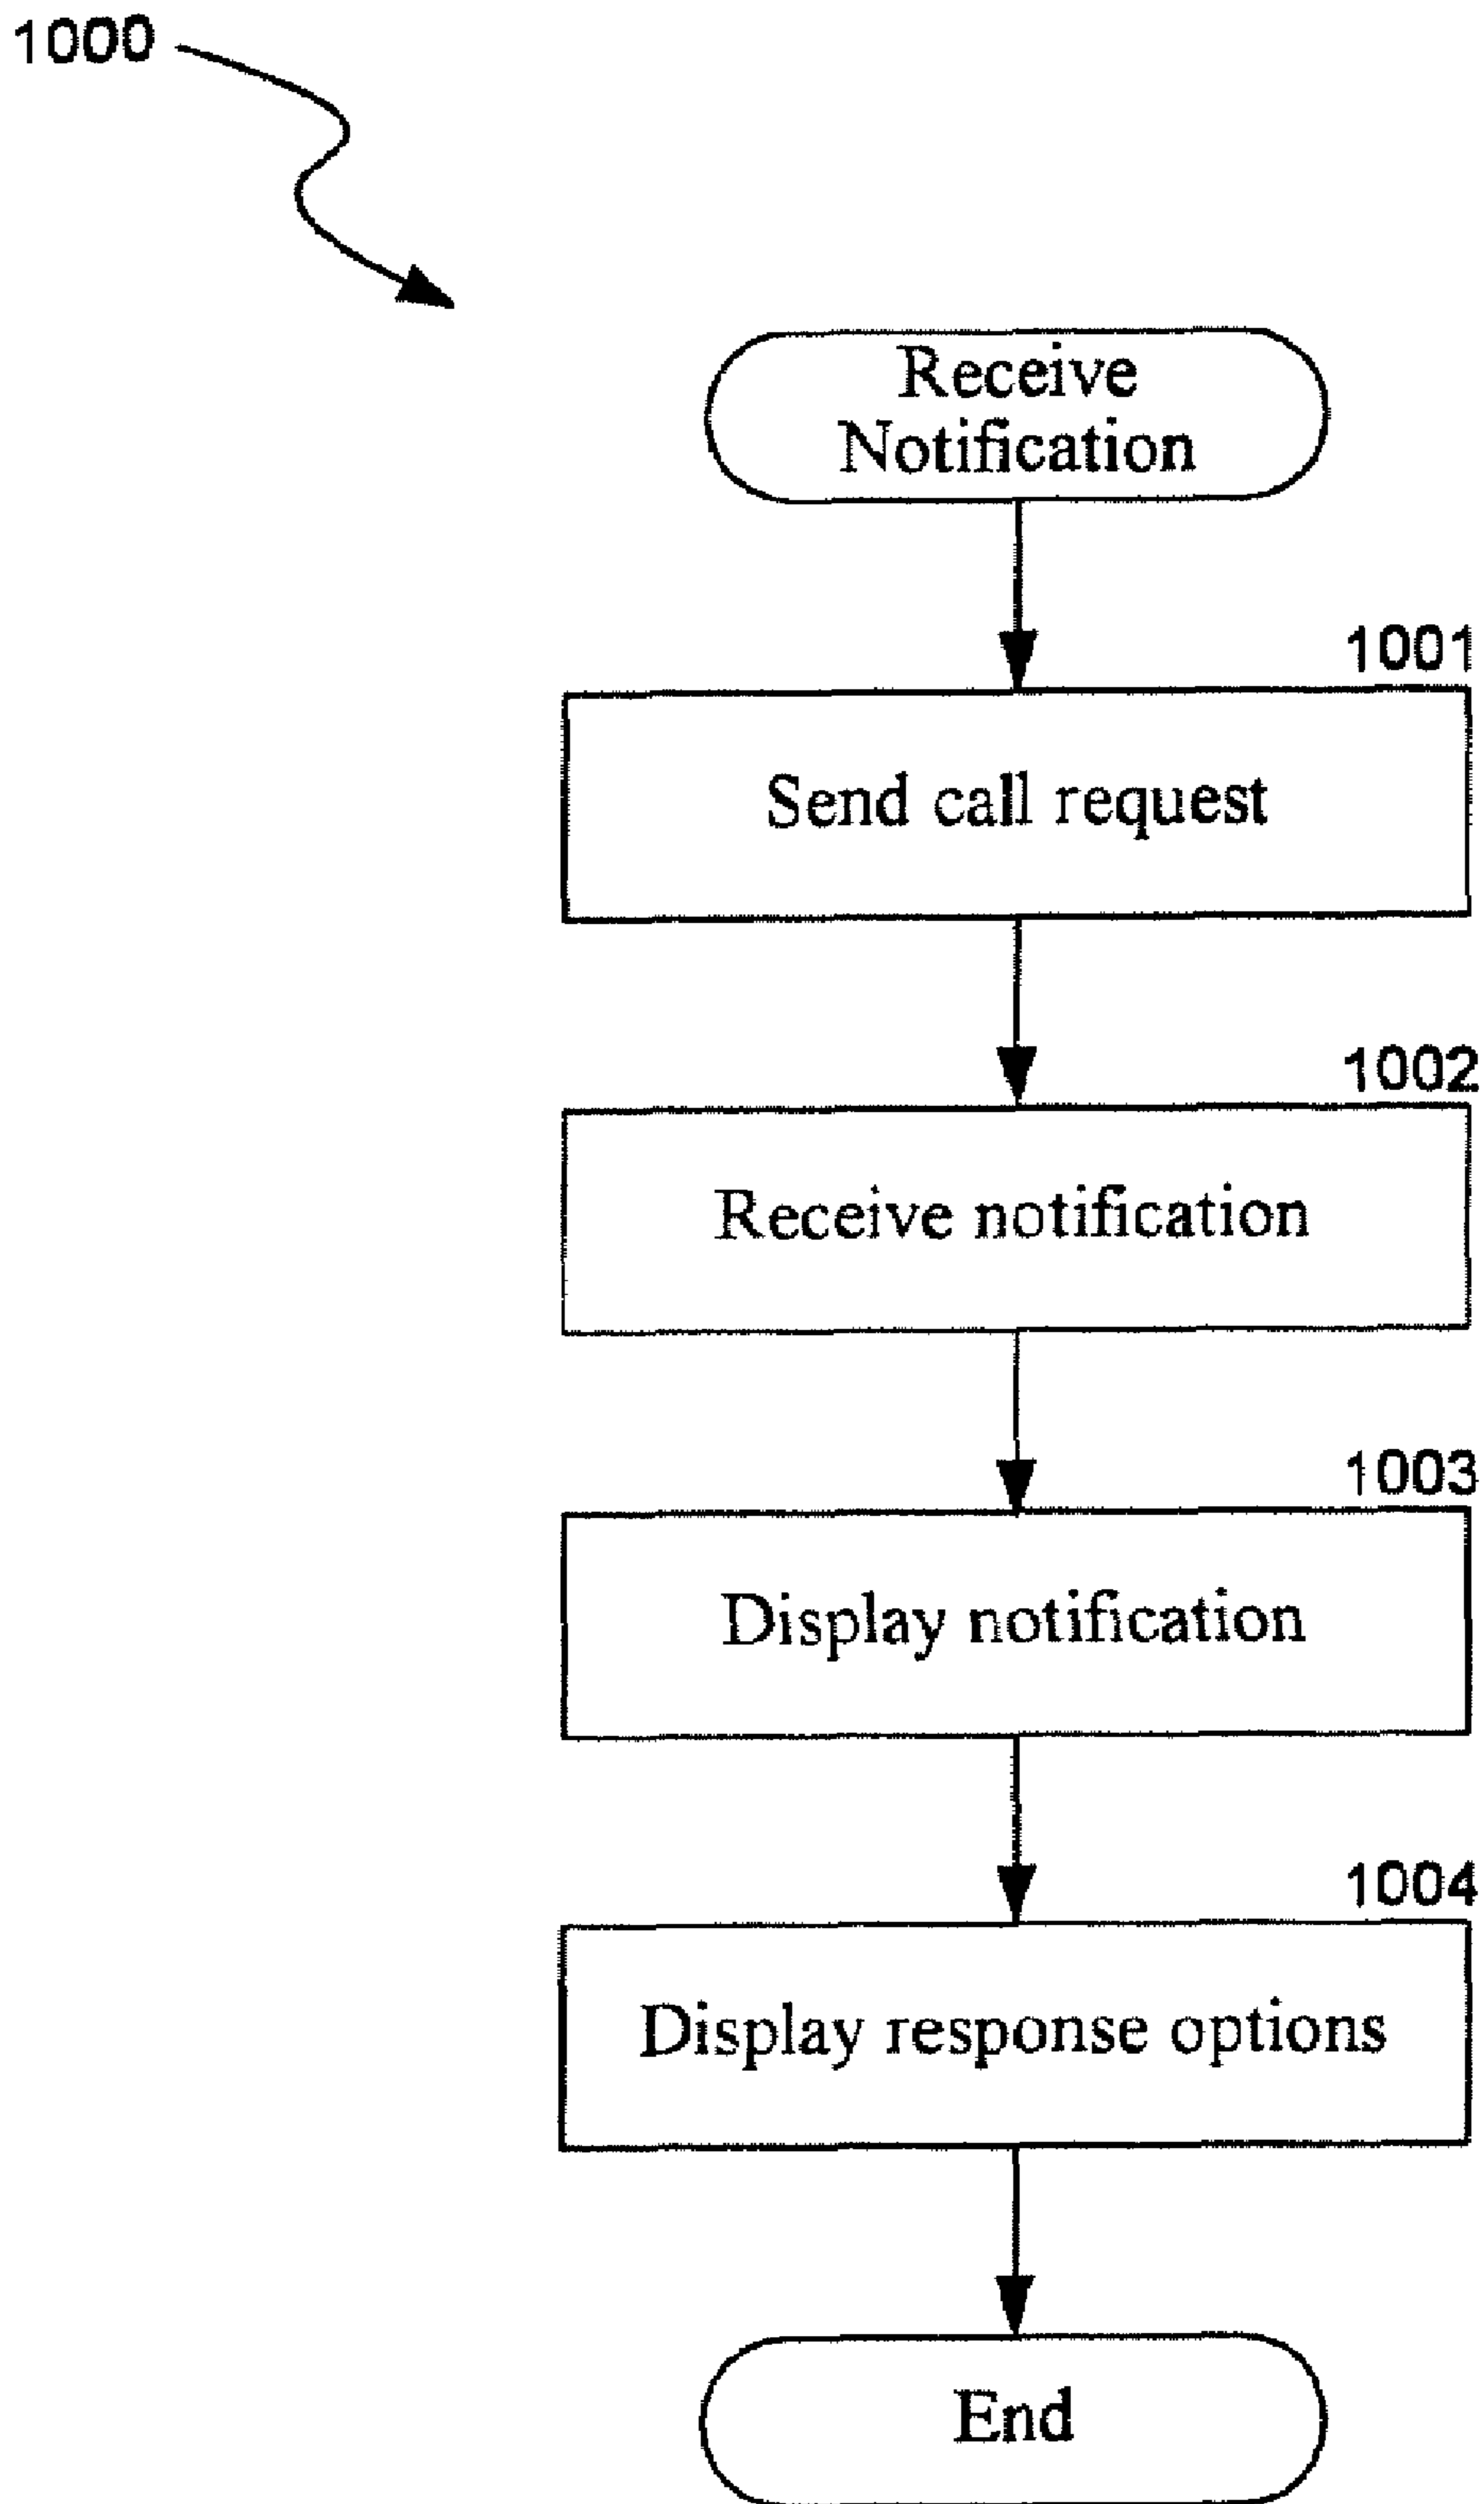 1000
Receive
Notification
1001
Send call request
1002
Receive notification
1003
Display notification
1004
Display response options
End